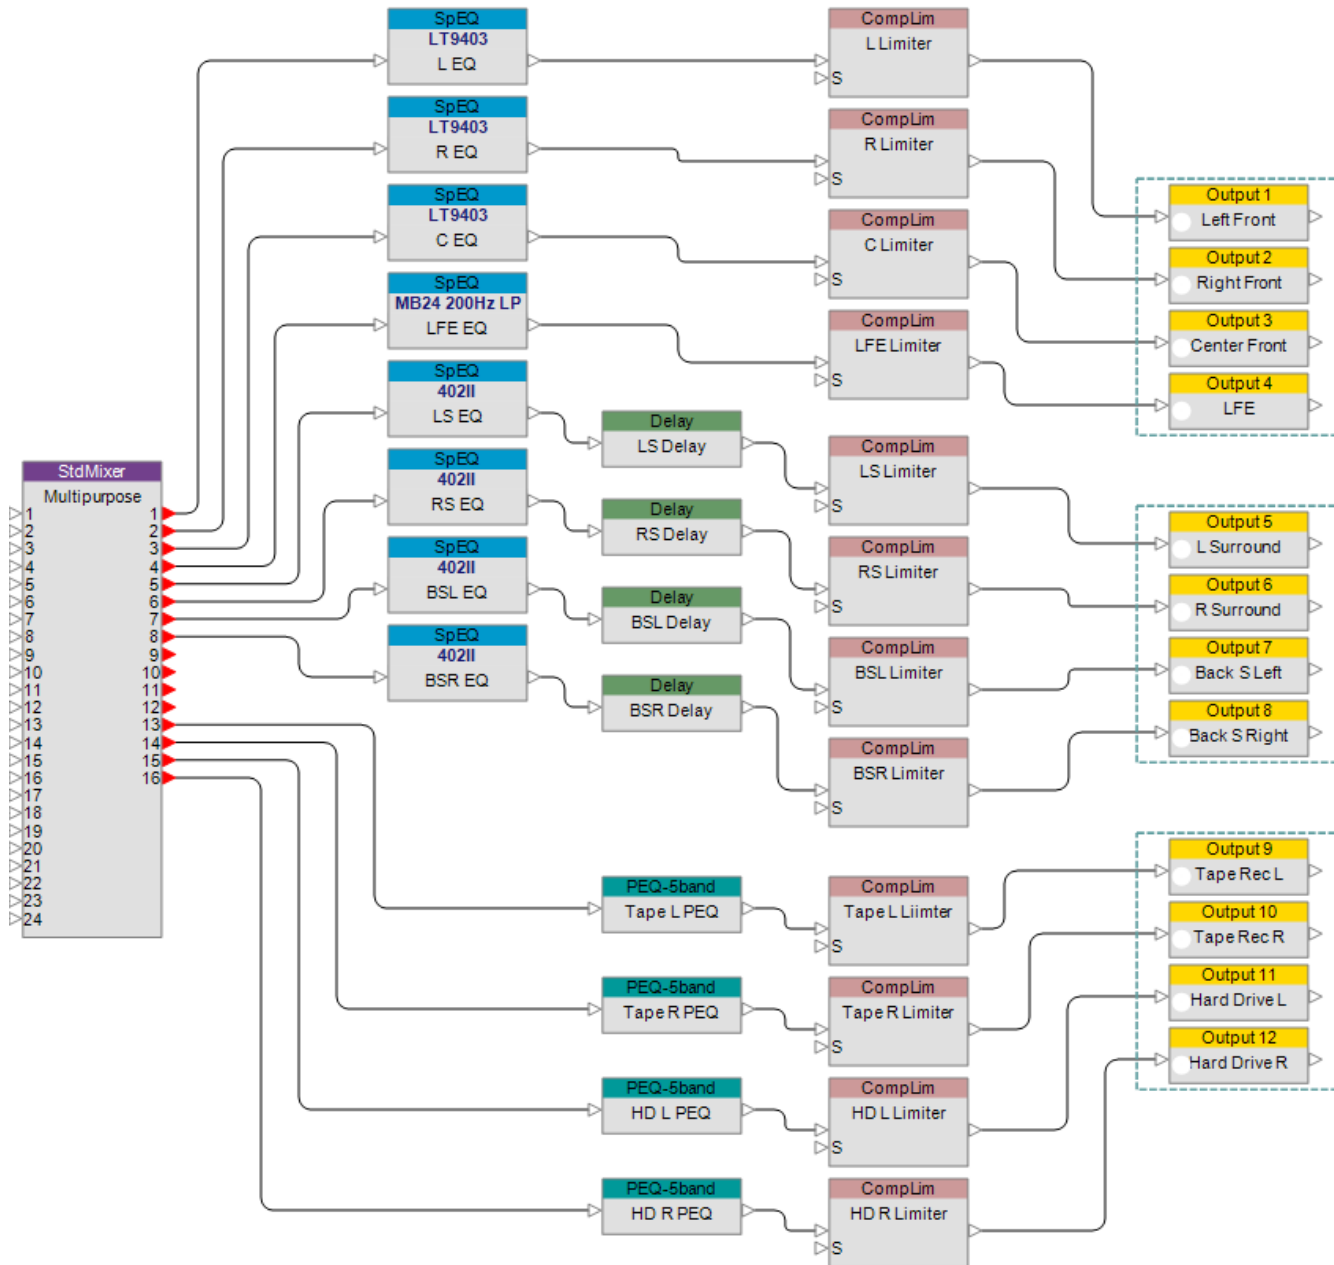 SpEQ
LT9403
L EQ
CompLim
L Limiter
S
SpEQ
LT9403
R EQ
CompLim
R Limiter
S
SpEQ
LT9403
C EQ
CompLim
C Limiter
S
SpEQ
MB24 200Hz LP
LFE EQ
CompLim
LFE Limiter
S
SpEQ
402II
LS EQ
Delay
LS Delay
CompLim
LS Limiter
S
SpEQ
402II
RS EQ
Delay
RS Delay
CompLim
RS Limiter
S
SpEQ
402II
BSL EQ
Delay
BSL Delay
CompLim
BSL Limiter
S
SpEQ
402II
BSR EQ
Delay
BSR Delay
CompLim
BSR Limiter
S
Output 1
Left Front
Output 2
Right Front
Output 3
Center Front
Output 4
LFE
Output 5
L Surround
Output 6
R Surround
Output 7
Back S Left
Output 8
Back S Right
StdMixer
Multipurpose
1 1
2 2
3 3
4 4
5 5
6 6
7 7
8 8
9 9
10 10
11 11
12 12
13 13
14 14
15 15
16 16
17
18
19
20
21
22
23
24
PEQ-5band
Tape L PEQ
CompLim
Tape L Liimter
S
PEQ-5band
Tape R PEQ
CompLim
Tape R Limiter
S
PEQ-5band
HD L PEQ
CompLim
HD L Limiter
S
PEQ-5band
HD R PEQ
CompLim
HD R Limiter
S
Output 9
Tape Rec L
Output 10
Tape Rec R
Output 11
Hard Drive L
Output 12
Hard Drive R